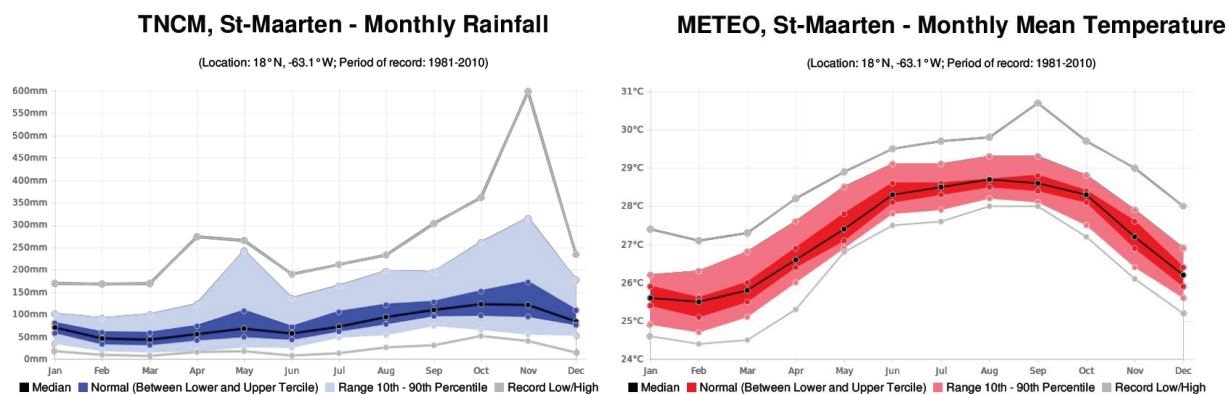 TNCM, St-Maarten - Monthly Rainfall
(Location: 18°N, -63.1°W; Period of record: 1981-2010)
600mm
550mm
500mm
450mm
400mm
350mm
300mm
250mm
200mm
150mm
100mm
50mm
0mm
Jan Feb Mar Apr May Jun Jul Aug Sep Oct Nov Dec
Median Normal (Between Lower and Upper Tercile) Range 10th - 90th Percentile Record Low/High
METEO, St-Maarten - Monthly Mean Temperature
(Location: 18°N, -63.1°W; Period of record: 1981-2010)
31°C
30°C
29°C
28°C
27°C
26°C
25°C
24°C
Jan Feb Mar Apr May Jun Jul Aug Sep Oct Nov Dec
Median Normal (Between Lower and Upper Tercile) Range 10th - 90th Percentile Record Low/High